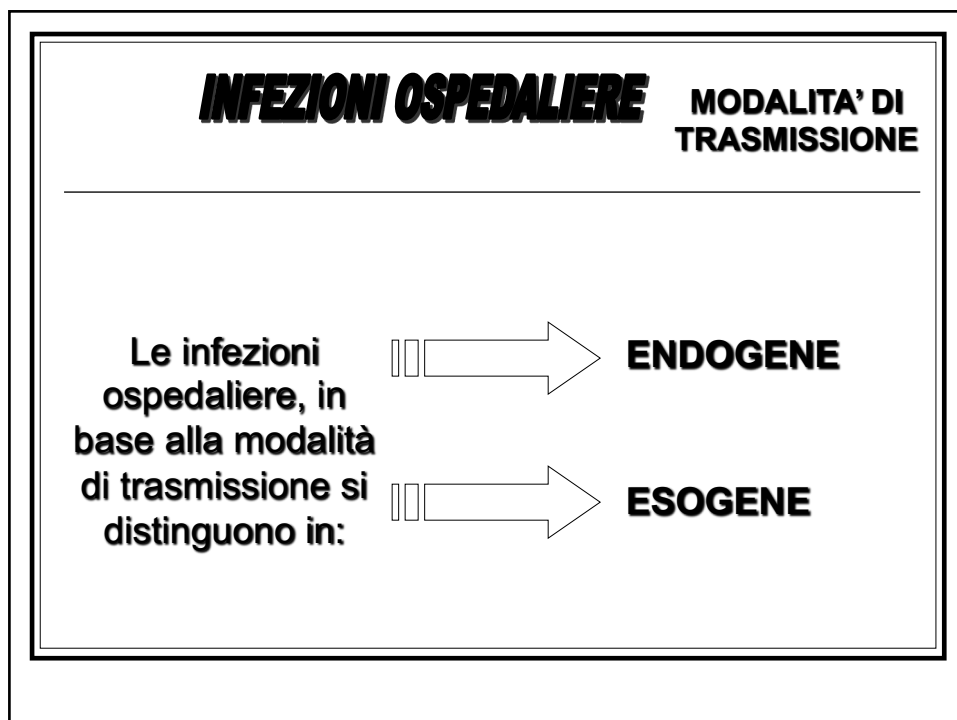 INFEZIONI OSPEDALIERE
MODALITA’ DI
TRASMISSIONE
Le infezioni
ospedaliere, in
base alla modalità
di trasmissione si
distinguono in:
ENDOGENE
ESOGENE